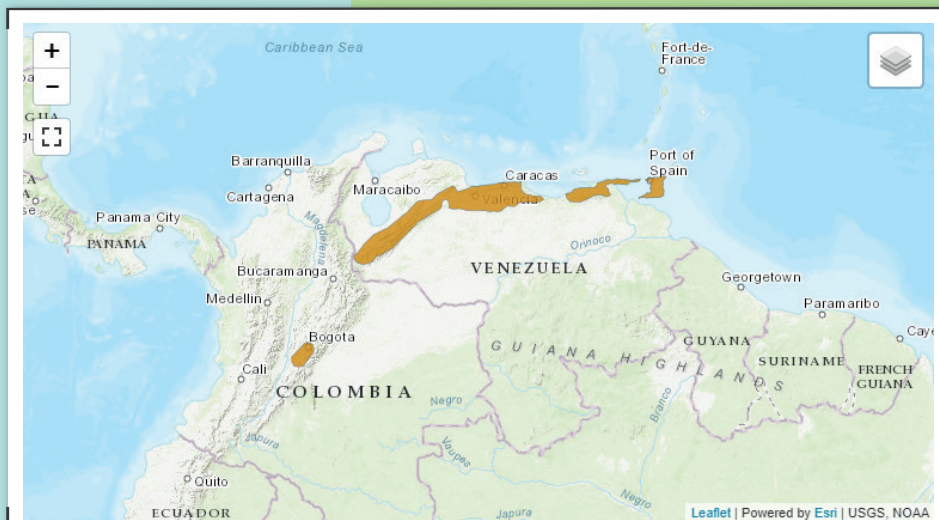 +
−
Caribbean Sea
Fort-de-
France
GUA
Barranquilla
Cartagena
Maracaibo
Caracas
Valencia
Port of
Spain
Panama City
PANAMA
Magdalena
Orinoco
Bucaramanga
VENEZUELA
Medellin
Georgetown
Paramaribo
Bogota
Cali
COLOMBIA
GUIANA HIGHLANDS
GUYANA
SURINAME
FRENCH
GUIANA
Negro
Branco
Japura
Vaupes
Quito
ECUADOR
Negro
Japura
Leaflet | Powered by Esri | USGS, NOAA